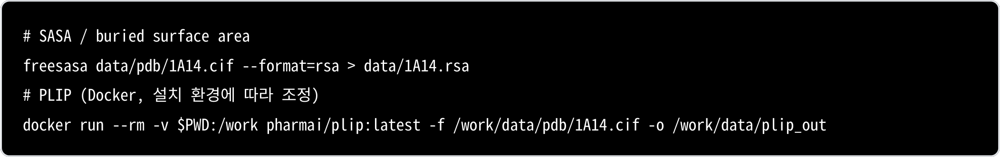 # SASA / buried surface area
freesasa data/pdb/1A14.cif --format=rsa > data/1A14.rsa
# PLIP (Docker, 설치 환경에 따라 조정)
docker run --rm -v $PWD:/work pharmai/plip:latest -f /work/data/pdb/1A14.cif -o /work/data/plip_out